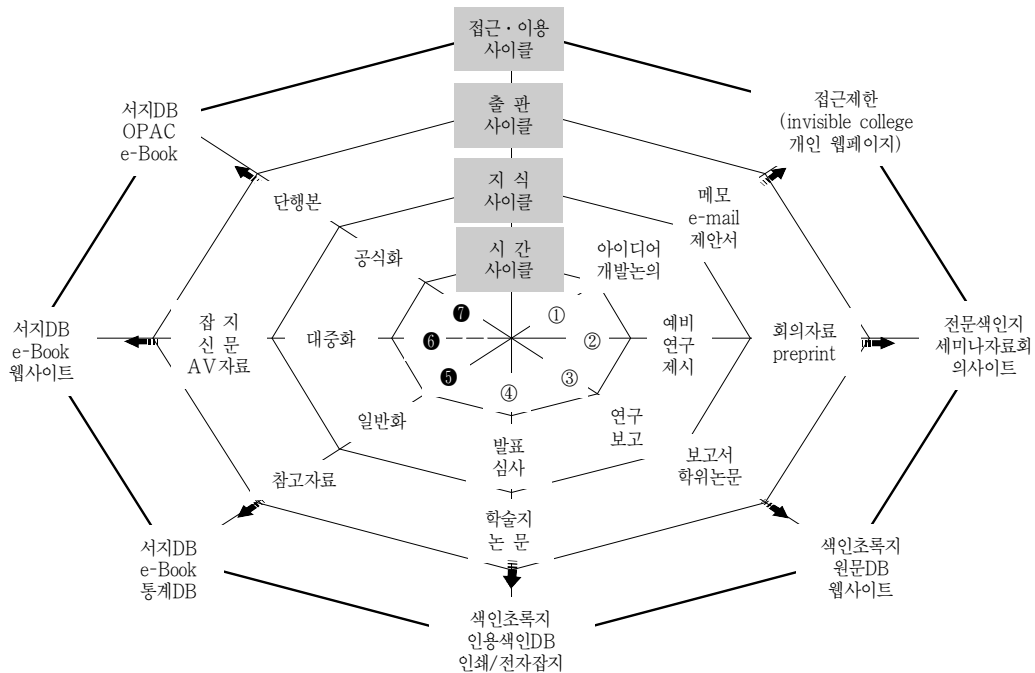 접근·이용
사이클
출 판
사이클
지 식
사이클
시 간
사이클
서지DB
OPAC
e-Book
접근제한
(invisible college
개인 웹페이지)
단행본
메모
e-mail
제안서
공식화
아이디어
개발논의
❼
①
서지DB
e-Book
웹사이트
잡 지
신 문
AV자료
대중화
❻
②
예비
연구
제시
회의자료
preprint
전문색인지
세미나자료회
의사이트
❺
④
③
일반화
연구
보고
발표
심사
참고자료
보고서
학위논문
학술지
논 문
서지DB
e-Book
통계DB
색인초록지
원문DB
웹사이트
색인초록지
인용색인DB
인쇄/전자잡지